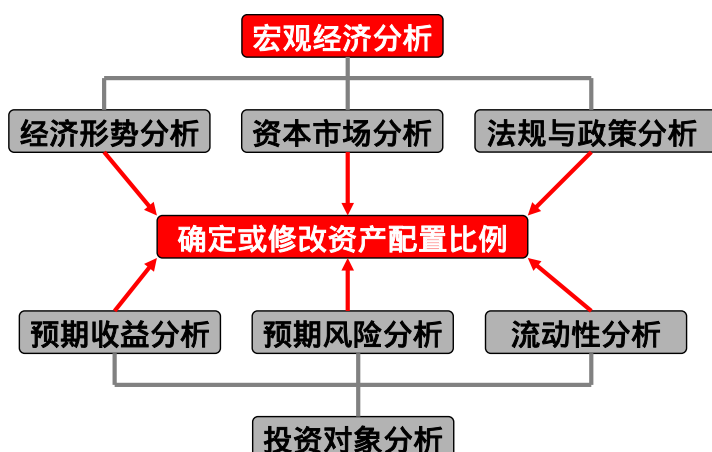 宏观经济分析
经济形势分析
资本市场分析
法规与政策分析
确定或修改资产配置比例
预期收益分析
预期风险分析
流动性分析
投资对象分析